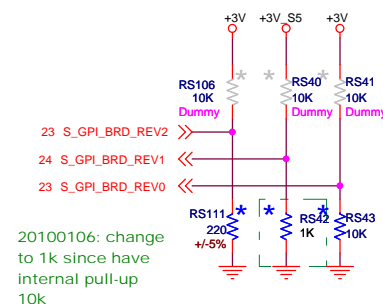 +3V +3V_S5 +3V
* * *
RS106 RS40 RS41
10K 10K 10K
Dummy Dummy Dummy
23 S_GPI_BRD_REV2
24 S_GPI_BRD_REV1
23 S_GPI_BRD_REV0
* * *
RS111 RS42 RS43
220 1K 10K
+/-5%
20100106: change
to 1k since have
internal pull-up
10k